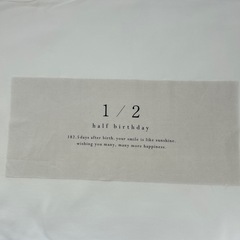 1/2
half birthday
182.5days after birth. your smile is like sunshine.
wishing you many, many more happiness.